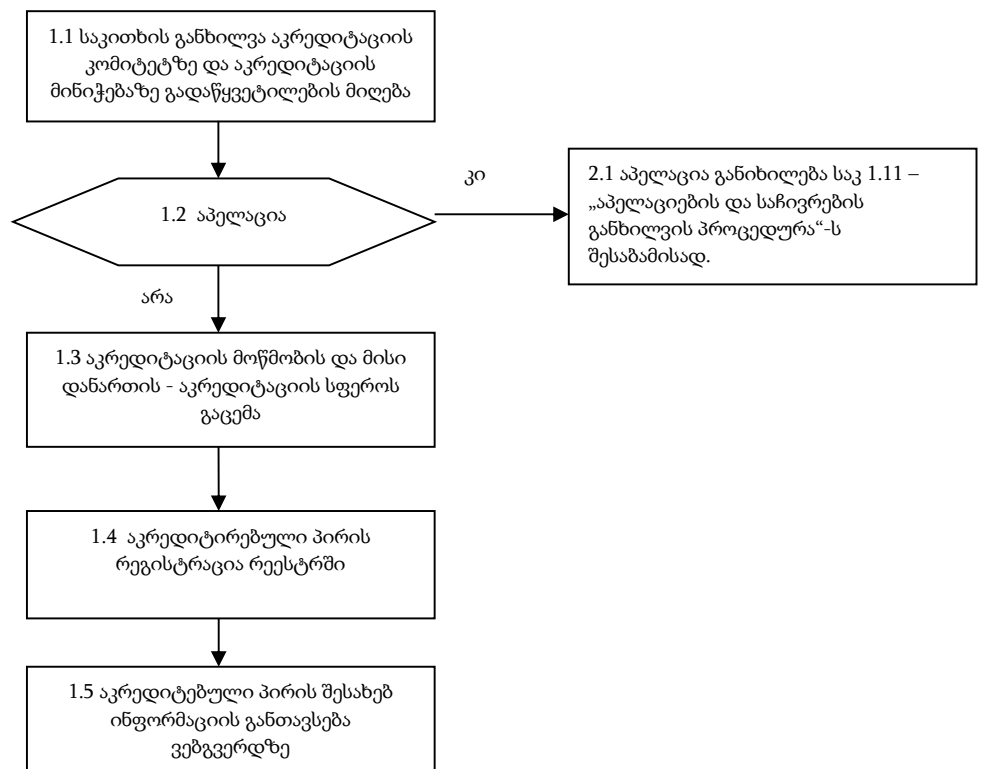 1.1 საკითხის განხილვა აკრედიტაციის
კომიტეტზე და აკრედიტაციის
მინიჭებაზე გადაწყვეტილების მიღება
1.2 აპელაცია
კი
2.1 აპელაცია განიხილება საკ 1.11 –
„აპელაციების და საჩივრების
განხილვის პროცედურა“-ს
შესაბამისად.
არა
1.3 აკრედიტაციის მოწმობის და მისი
დანართის - აკრედიტაციის სფეროს
გაცემა
1.4 აკრედიტირებული პირის
რეგისტრაცია რეესტრში
1.5 აკრედიტებული პირის შესახებ
ინფორმაციის განთავსება
ვებგვერდზე